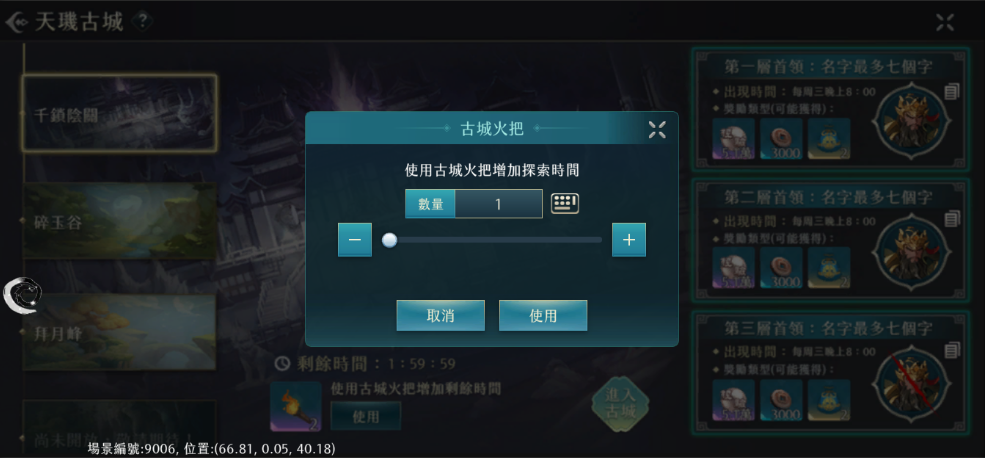 天璣古城 ?
千鎖陰關
碎玉谷
拜月峰
古城火把
使用古城火把增加探索時間
數量 1
取消 使用
剩餘時間：1:59:59
使用古城火把增加剩餘時間
2
使用
進入
古城
第一層首領：名字最多七個字
出現時間：每周三晚上8：00
獎勵類型(可能獲得)：
3000 2
第二層首領：名字最多七個字
出現時間：每周三晚上8：00
獎勵類型(可能獲得)：
3000 2
第三層首領：名字最多七個字
出現時間：每周三晚上8：00
獎勵類型(可能獲得)：
3000 2
場景編號:9006, 位置:(66.81, 0.05, 40.18)